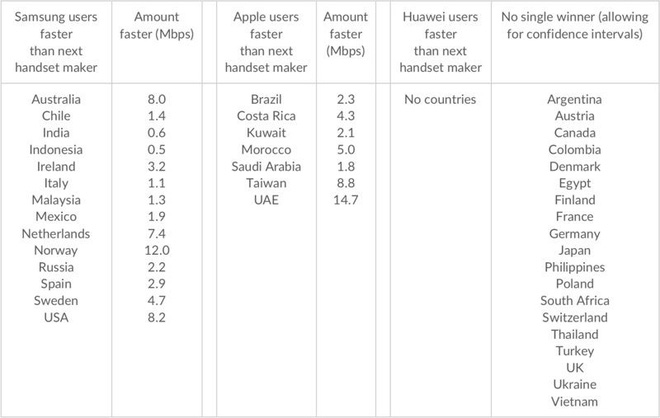 Samsung users faster than next handset maker
Amount faster (Mbps)
Apple users faster than next handset maker
Amount faster (Mbps)
Huawei users faster than next handset maker
No single winner (allowing for confidence intervals)
Australia 8.0 Brazil 2.3 No countries Argentina
Chile 1.4 Costa Rica 4.3 Austria
India 0.6 Kuwait 2.1 Canada
Indonesia 0.5 Morocco 5.0 Colombia
Ireland 3.2 Saudi Arabia 1.8 Denmark
Italy 1.1 Taiwan 8.8 Egypt
Malaysia 1.3 UAE 14.7 Finland
Mexico 1.9 France
Netherlands 7.4 Germany
Norway 12.0 Japan
Russia 2.2 Philippines
Spain 2.9 Poland
Sweden 4.7 South Africa
USA 8.2 Switzerland
Thailand
Turkey
UK
Ukraine
Vietnam